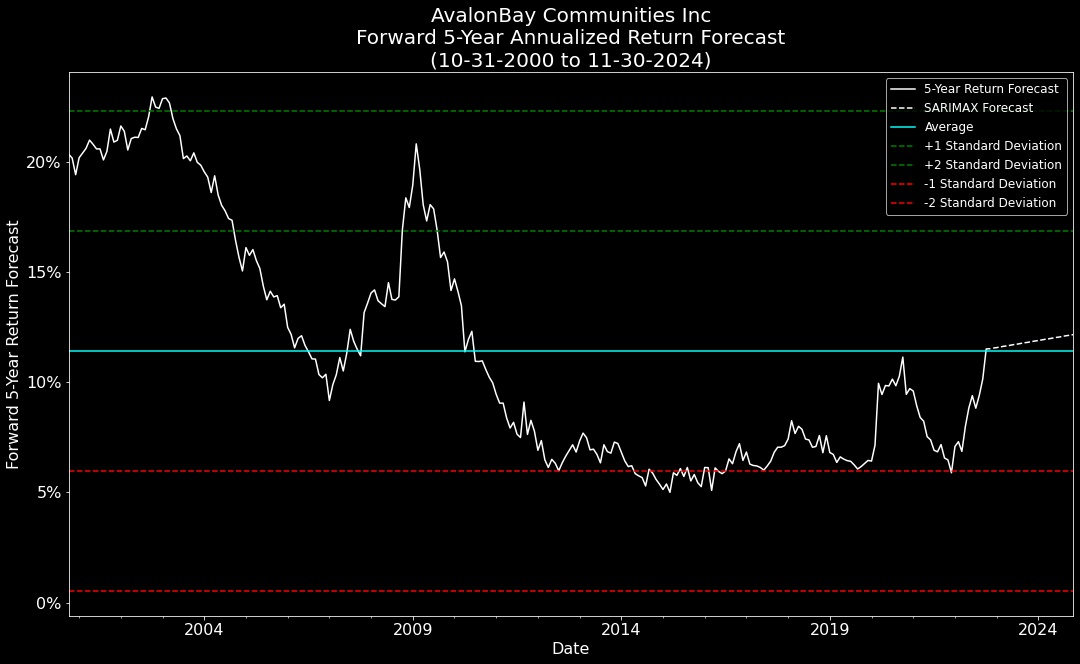 AvalonBay Communities Inc
Forward 5-Year Annualized Return Forecast
(10-31-2000 to 11-30-2024)
5-Year Return Forecast
SARIMAX Forecast
Average
+1 Standard Deviation
+2 Standard Deviation
-1 Standard Deviation
-2 Standard Deviation
Forward 5-Year Return Forecast
20%
15%
10%
5%
0%
2004
2009
2014
2019
2024
Date